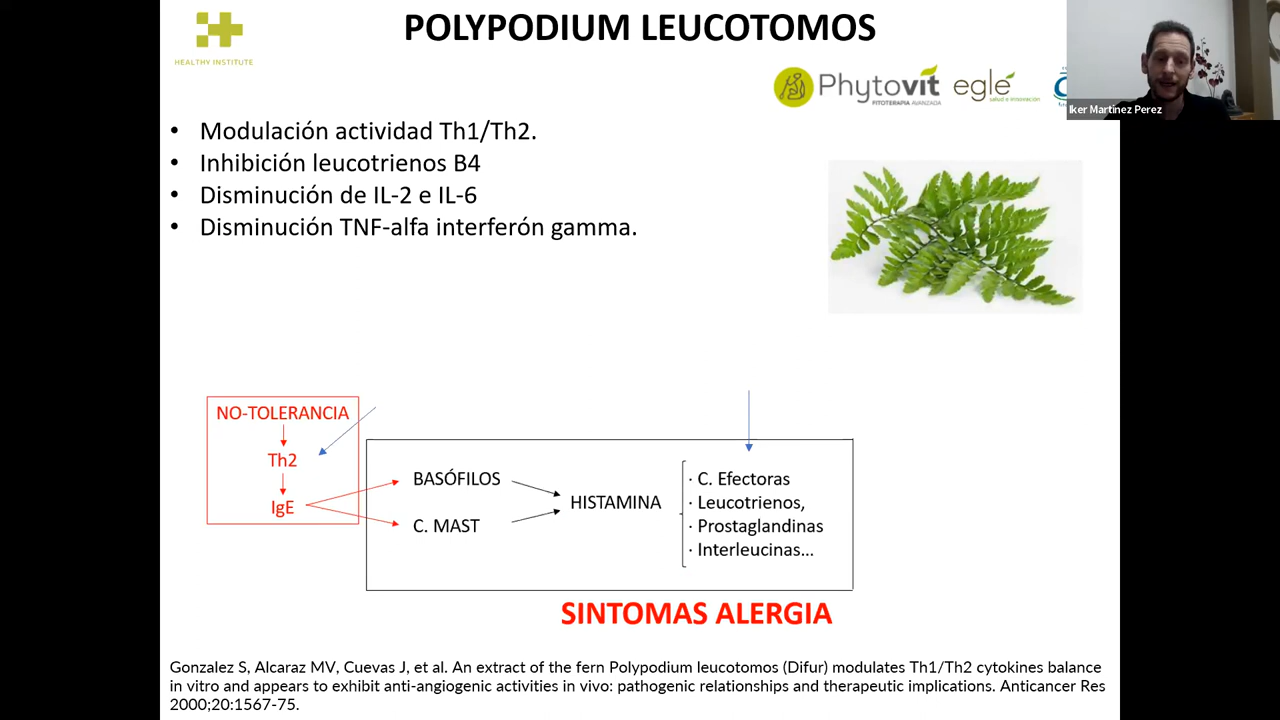 POLYPODIUM LEUCOTOMOS
HEALTHY INSTITUTE
Phytovit
FITOTERAPIA AVANZADA
egle
salud e innovación
Iker Martínez Perez
• Modulación actividad Th1/Th2.
• Inhibición leucotrienos B4
• Disminución de IL-2 e IL-6
• Disminución TNF-alfa interferón gamma.
NO-TOLERANCIA
Th2
IgE
BASÓFILOS
C. MAST
HISTAMINA
· C. Efectoras
· Leucotrienos,
· Prostaglandinas
· Interleucinas...
SINTOMAS ALERGIA
Gonzalez S, Alcaraz MV, Cuevas J, et al. An extract of the fern Polypodium leucotomos (Difur) modulates Th1/Th2 cytokines balance
in vitro and appears to exhibit anti-angiogenic activities in vivo: pathogenic relationships and therapeutic implications. Anticancer Res
2000;20:1567-75.